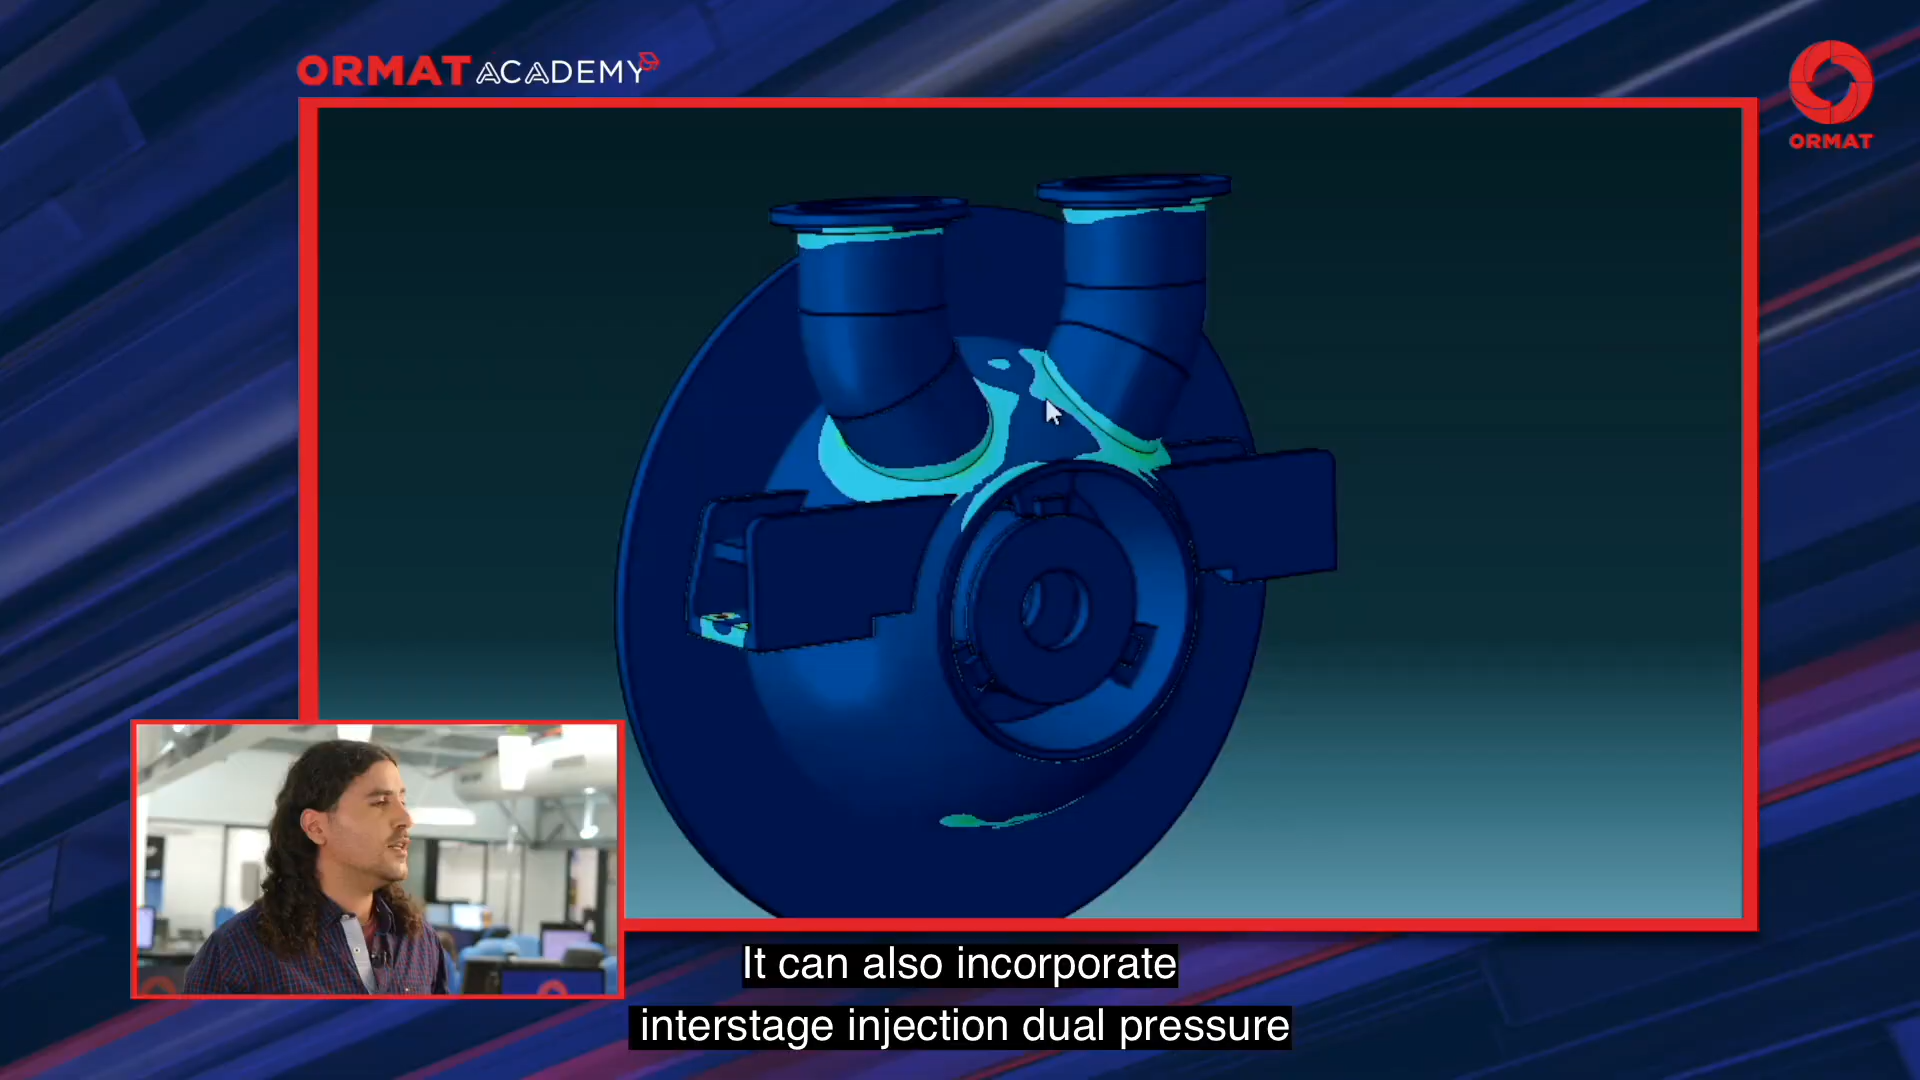 ORMAT ACADEMY
ORMAT
It can also incorporate
interstage injection dual pressure